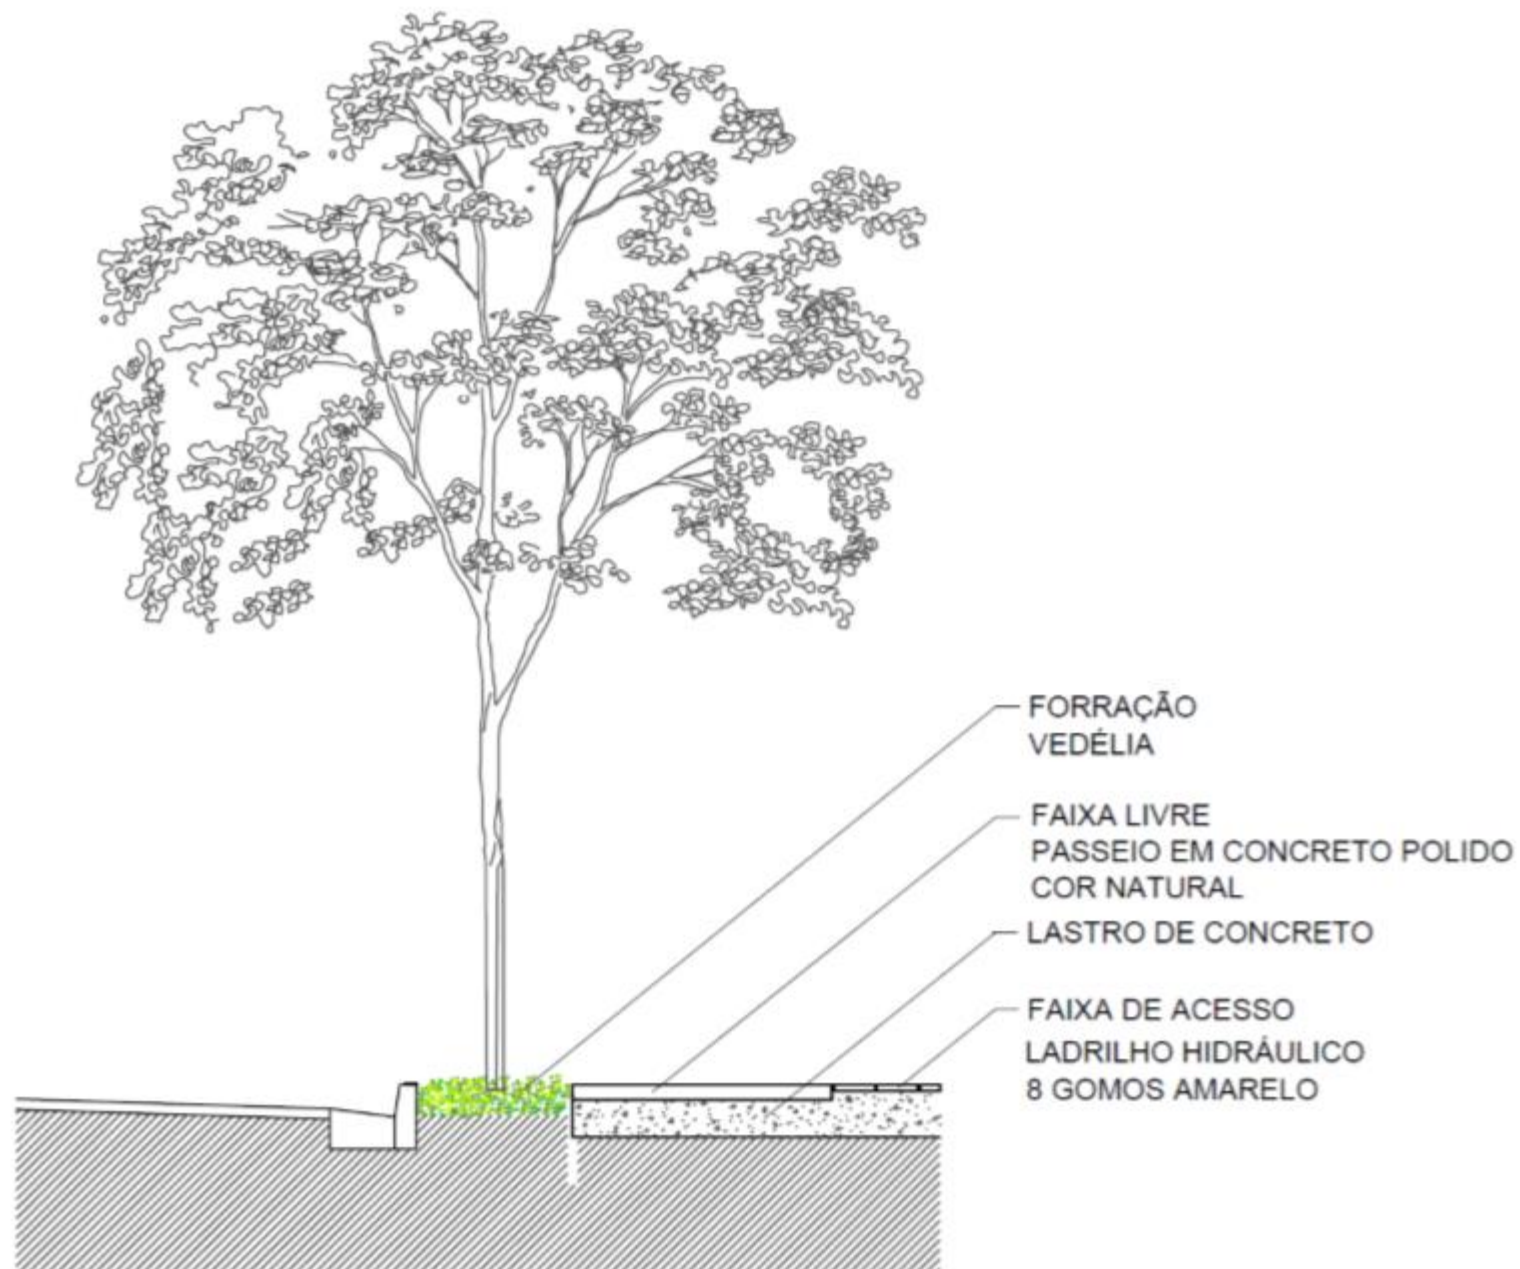 FORRAÇÃO
VEDÉLIA
FAIXA LIVRE
PASSEIO EM CONCRETO POLIDO
COR NATURAL
LASTRO DE CONCRETO
FAIXA DE ACESSO
LADRILHO HIDRÁULICO
8 GOMOS AMARELO